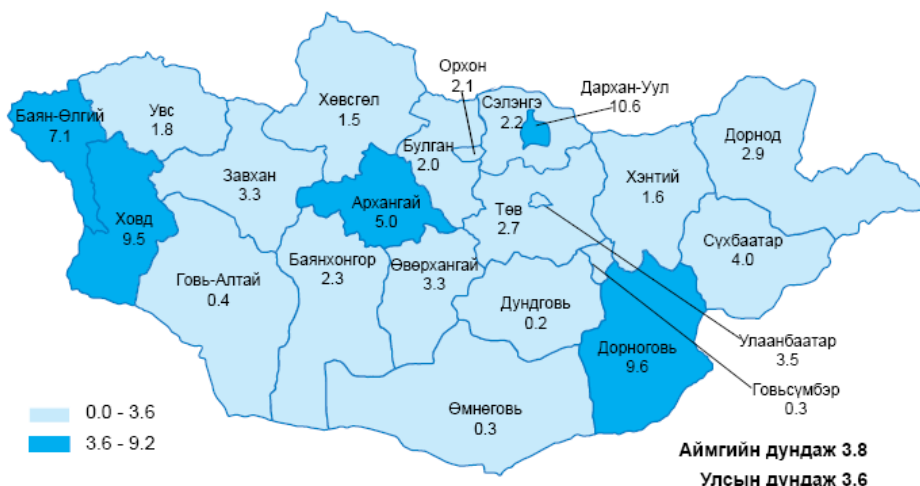 Орхон
2.1
Дархан-Уул
10.6
Хөвсгөл
1.5
Сэлэнгэ
2.2
Баян-Өлгий
7.1
Увс
1.8
Дорнод
2.9
Булган
2.0
Завхан
3.3
Хэнтий
1.6
Архангай
5.0
Төв
2.7
Ховд
9.5
Сүхбаатар
4.0
Баянхонгор
2.3
Өвөрхангай
3.3
Говь-Алтай
0.4
Дундговь
0.2
Улаанбаатар
3.5
Дорноговь
9.6
Говьсүмбэр
0.3
Өмнөговь
0.3
0.0 - 3.6
3.6 - 9.2
Аймгийн дундаж 3.8
Улсын дундаж 3.6